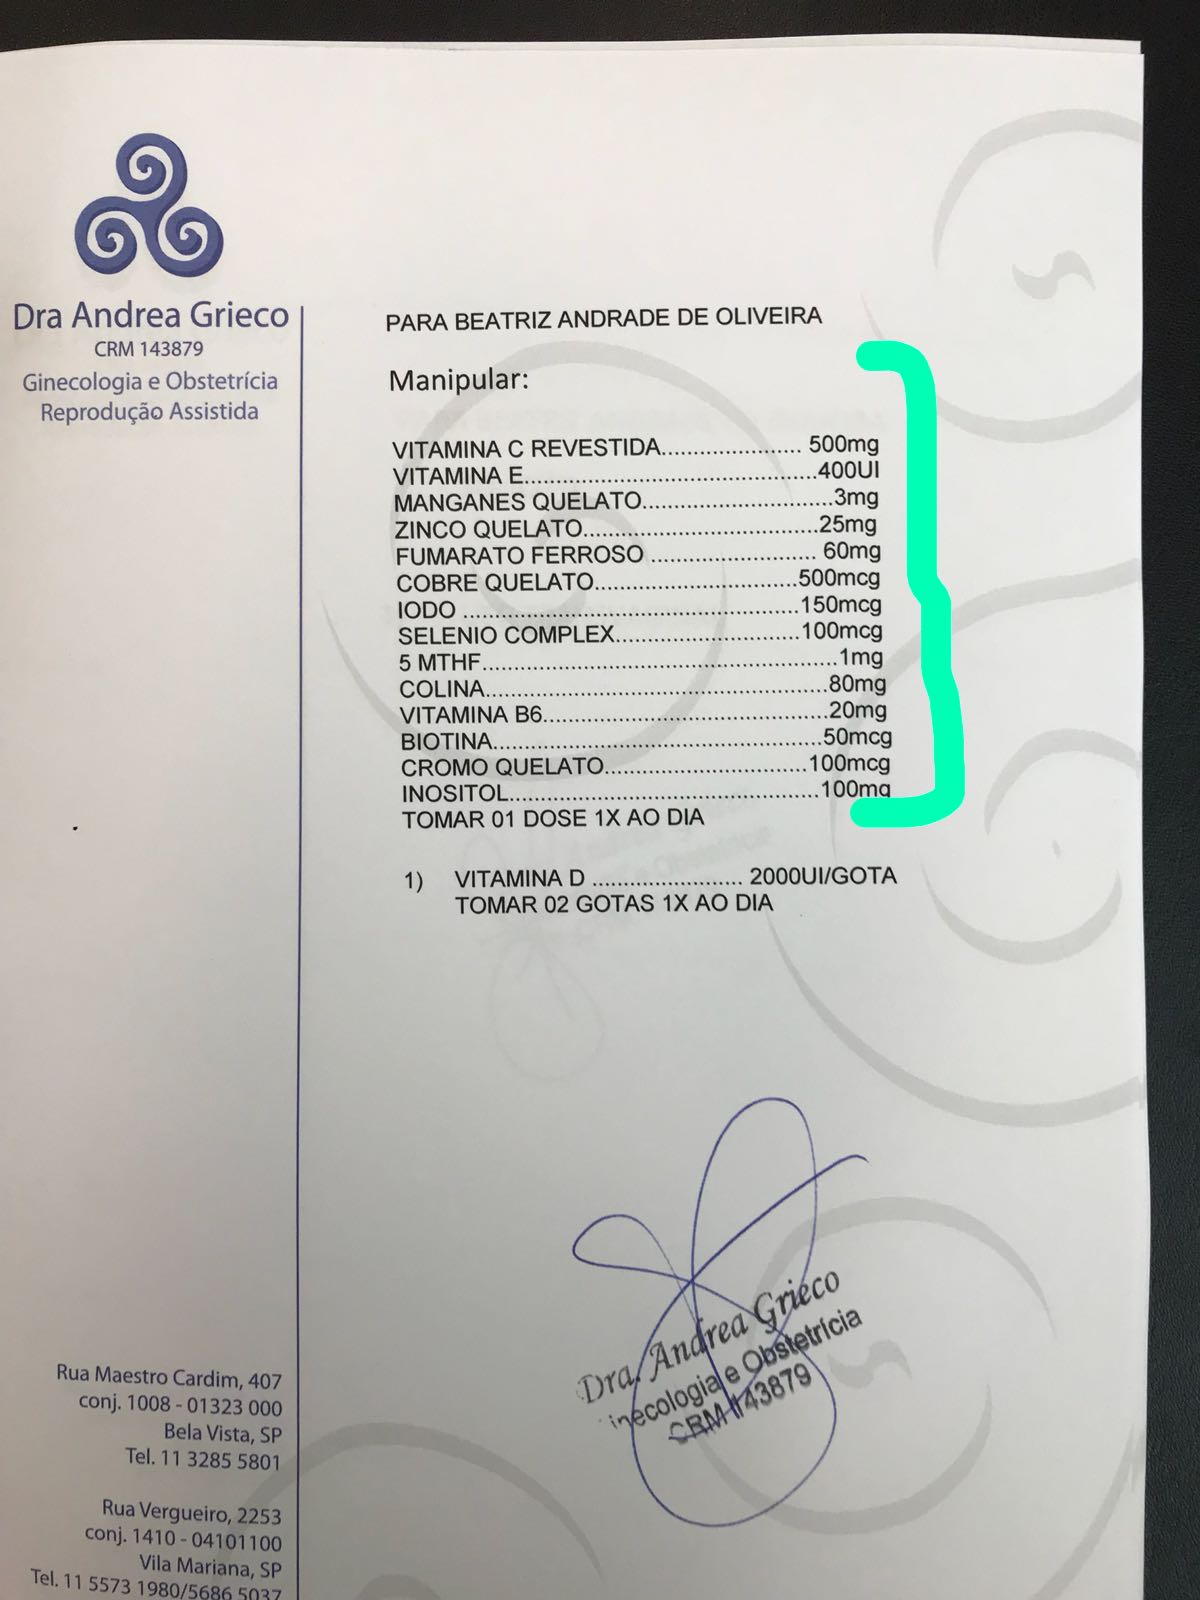 Dra Andrea Grieco
CRM 143879
Ginecologia e Obstetrícia
Reprodução Assistida
PARA BEATRIZ ANDRADE DE OLIVEIRA
Manipular:
VITAMINA C REVESTIDA..................... 500mg
VITAMINA E............................................400UI
MANGANES QUELATO............................3mg
ZINCO QUELATO...................................25mg
FUMARATO FERROSO ......................... 60mg
COBRE QUELATO..............................500mcg
IODO ..................................................150mcg
SELENIO COMPLEX............................100mcg
5 MTHF....................................................1mg
COLINA...................................................80mg
VITAMINA B6..........................................20mg
BIOTINA................................................50mcg
CROMO QUELATO..............................100mcg
INOSITOL..............................................100mg
TOMAR 01 DOSE 1X AO DIA
1) VITAMINA D ........................ 2000UI/GOTA
TOMAR 02 GOTAS 1X AO DIA
Dra. Andrea Grieco
inecologia e Obstetrícia
CRM 143879
Rua Maestro Cardim, 407
conj. 1008 - 01323 000
Bela Vista, SP
Tel. 11 3285 5801
Rua Vergueiro, 2253
conj. 1410 - 04101100
Vila Mariana, SP
Tel. 11 5573 1980/5686 5037